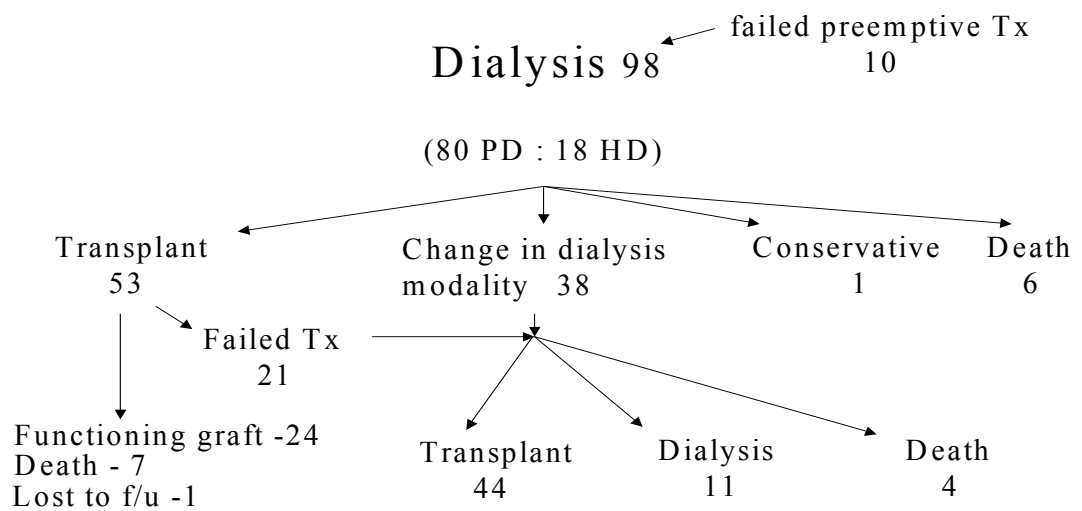 failed preemptive Tx
10
Dialysis 98
(80 PD : 18 HD)
Transplant
53
Change in dialysis
modality 38
Conservative
1
Death
6
Failed Tx
21
Functioning graft -24
Death - 7
Lost to f/u -1
Transplant
44
Dialysis
11
Death
4